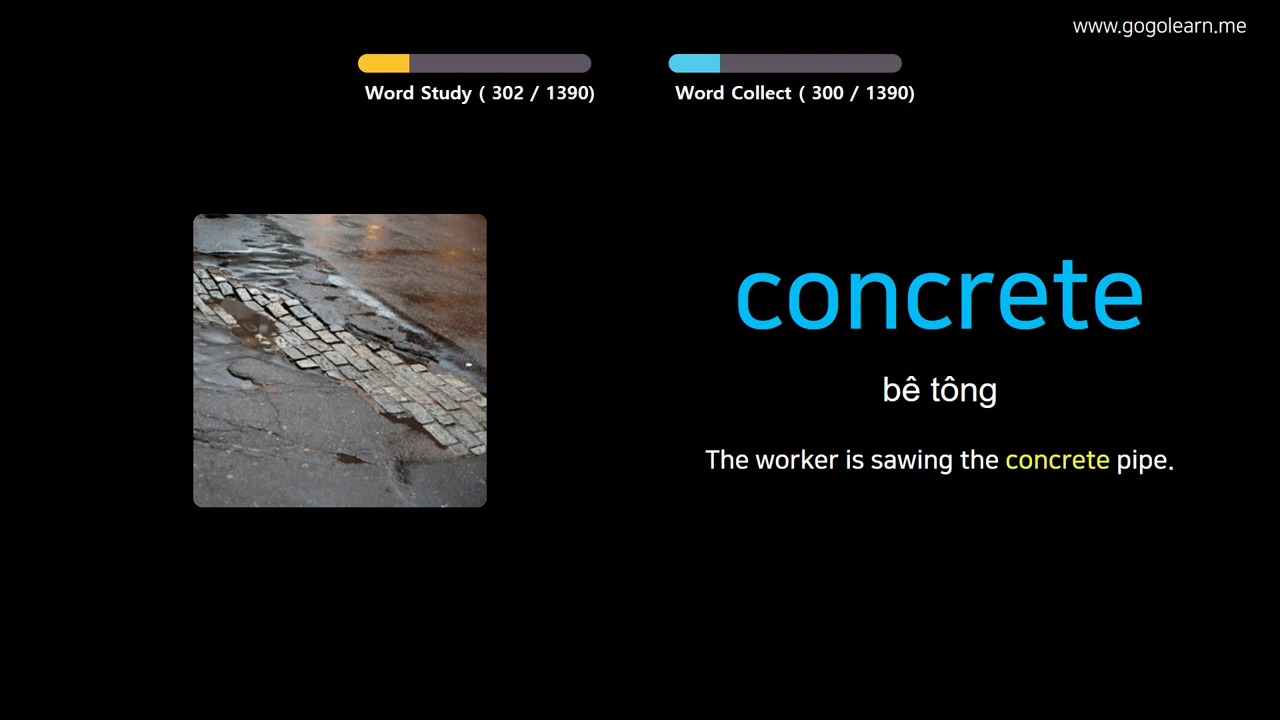 www.gogolearn.me
Word Study ( 302 / 1390)
Word Collect ( 300 / 1390)
concrete
bê tông
The worker is sawing the concrete pipe.